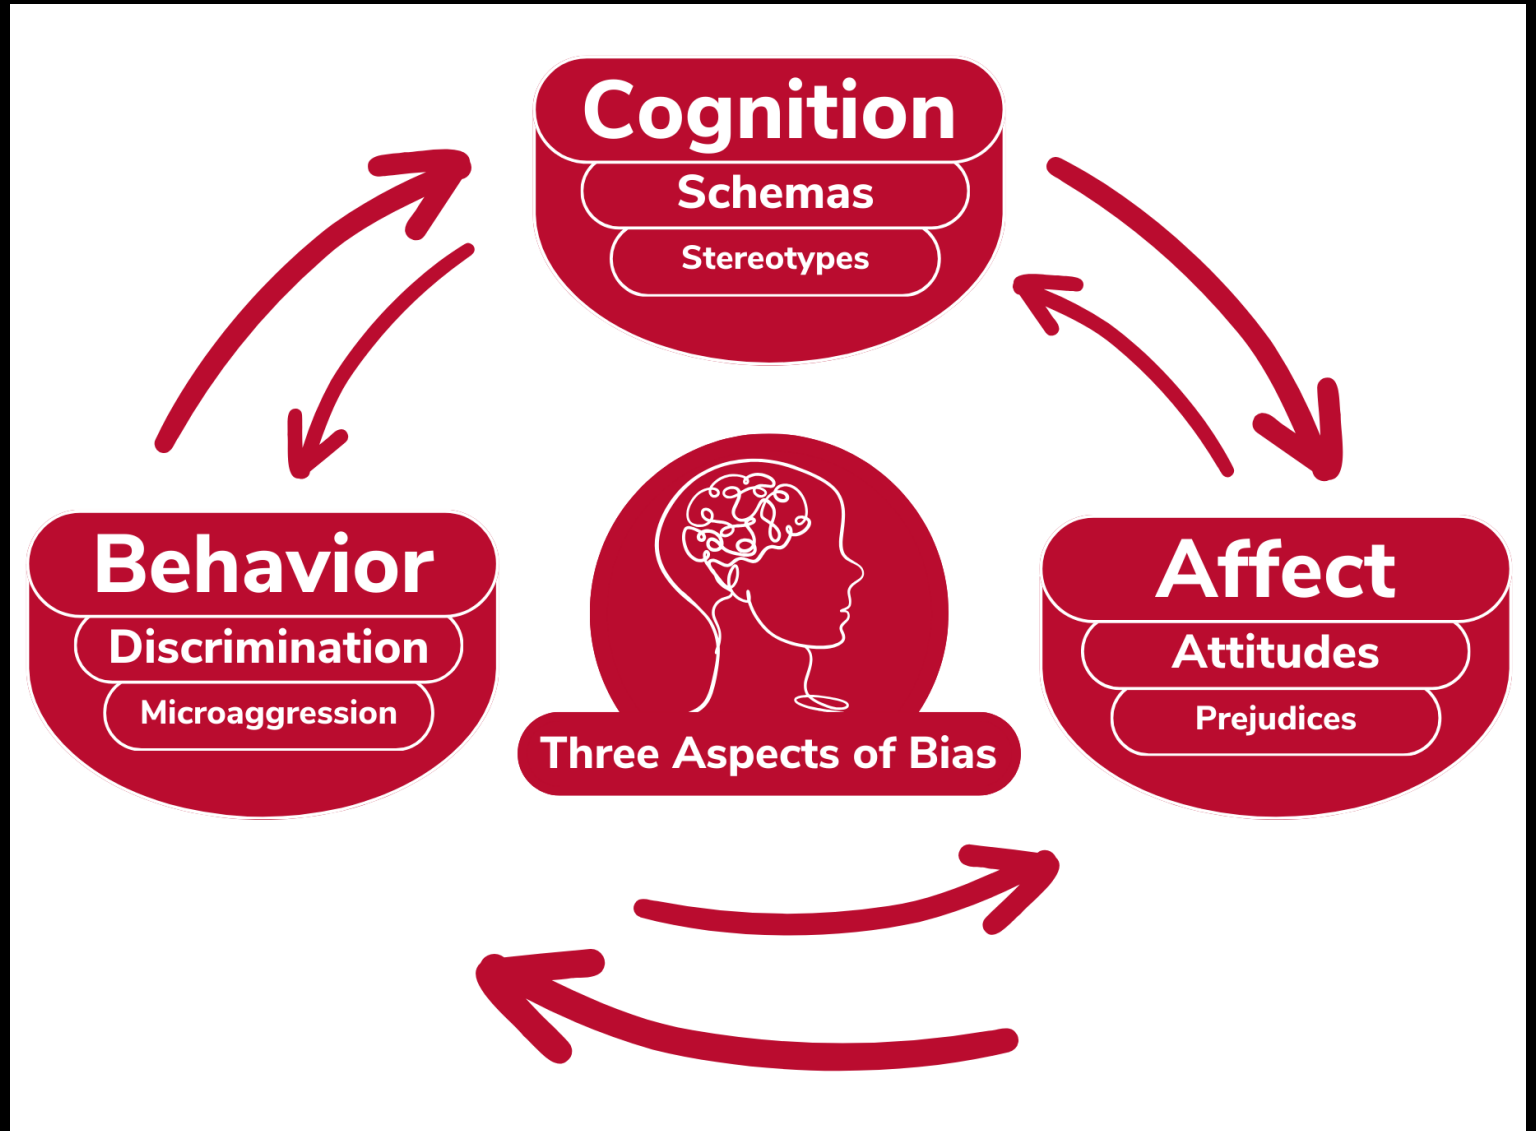 Cognition
Schemas
Stereotypes
Behavior
Discrimination
Microaggression
Three Aspects of Bias
Affect
Attitudes
Prejudices